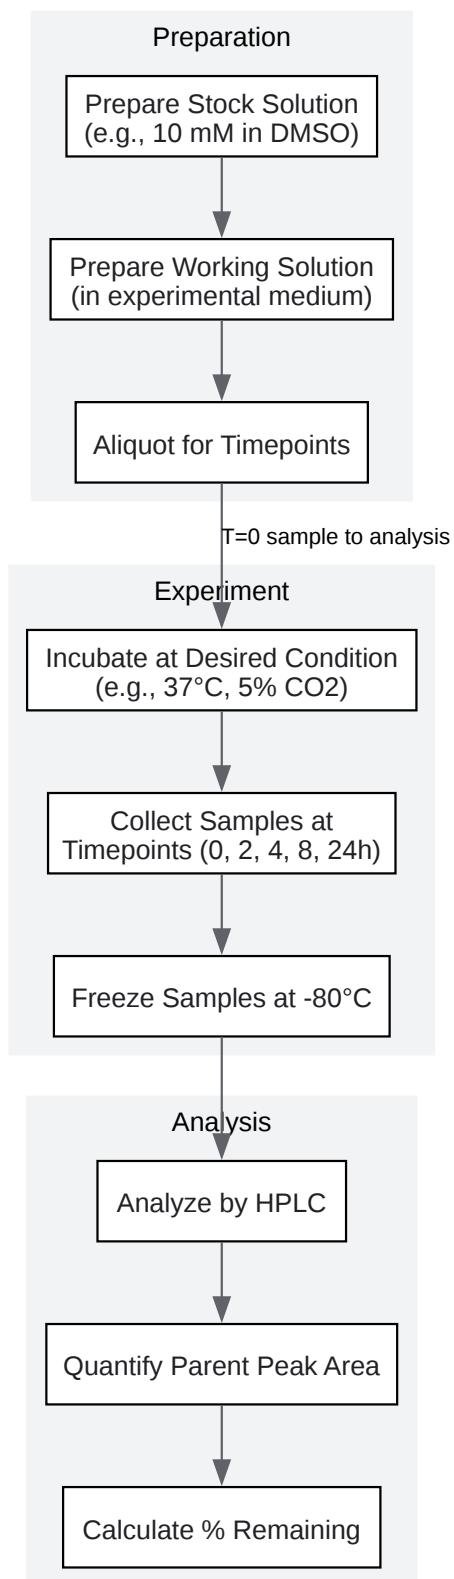 Preparation
Prepare Stock Solution
(e.g., 10 mM in DMSO)
Prepare Working Solution
(in experimental medium)
Aliquot for Timepoints
T=0 sample to analysis
Experiment
Incubate at Desired Condition
(e.g., 37°C, 5% CO2)
Collect Samples at
Timepoints (0, 2, 4, 8, 24h)
Freeze Samples at -80°C
Analysis
Analyze by HPLC
Quantify Parent Peak Area
Calculate % Remaining